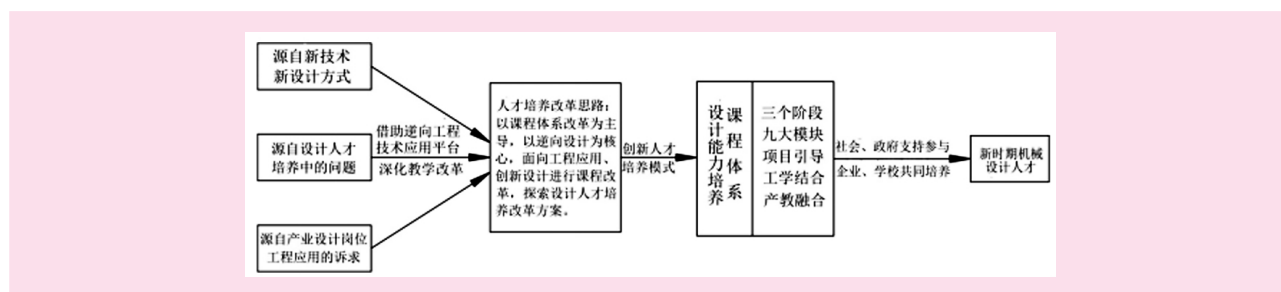 源自新技术
新设计方式
源自设计人才
培养中的问题
源自产业设计岗位
工程应用的诉求
借助逆向工程
技术应用平台
深化教学改革
人才培养改革思路:
以课程体系改革为主
导，以逆向设计为核
心，面向工程应用、
创新设计进行课程改
革，探索设计人才培
养改革方案。
创新人才
培养模式
设计能力培养
课程体系
三个阶段
九大模块
项目引导
工学结合
产教融合
社会、政府支持参与
企业、学校共同培养
新时期机械
设计人才